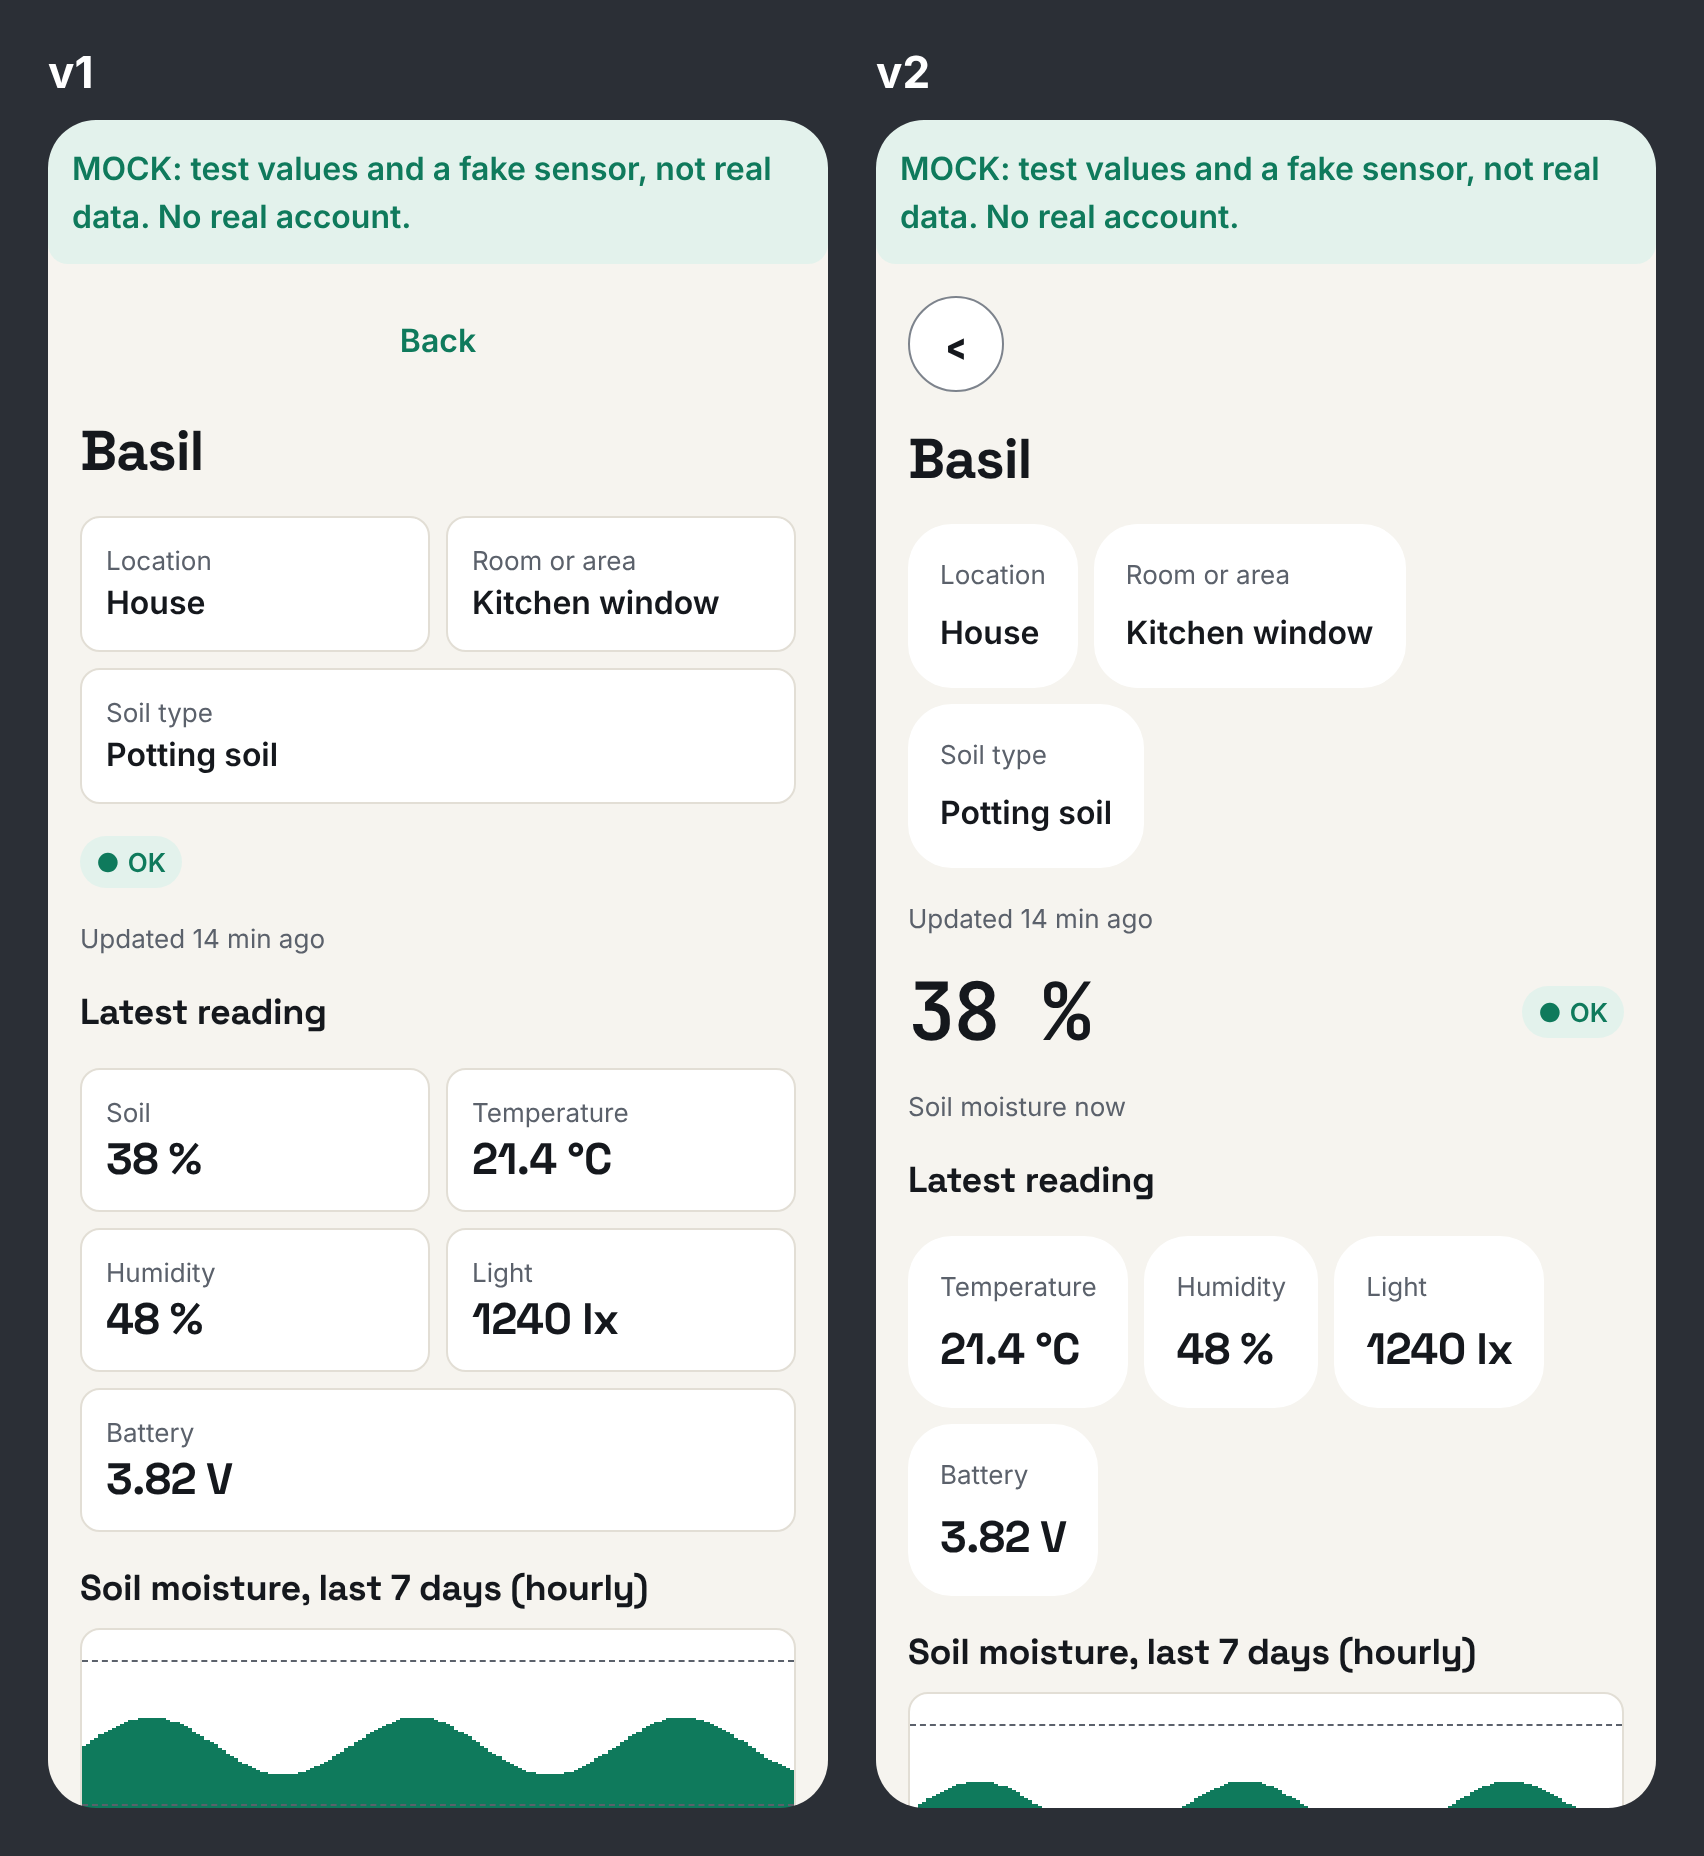 v1
MOCK: test values and a fake sensor, not real
data. No real account.
Back
Basil
Location
House
Room or area
Kitchen window
Soil type
Potting soil
OK
Updated 14 min ago
Latest reading
Soil
38 %
Temperature
21.4 °C
Humidity
48 %
Light
1240 lx
Battery
3.82 V
Soil moisture, last 7 days (hourly)
v2
MOCK: test values and a fake sensor, not real
data. No real account.
<
Basil
Location
House
Room or area
Kitchen window
Soil type
Potting soil
Updated 14 min ago
38 %
OK
Soil moisture now
Latest reading
Temperature
21.4 °C
Humidity
48 %
Light
1240 lx
Battery
3.82 V
Soil moisture, last 7 days (hourly)